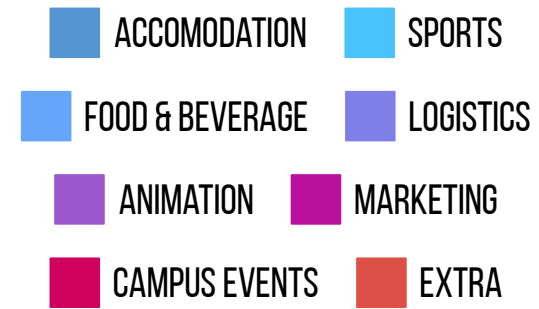 ACCOMODATION SPORTS
FOOD & BEVERAGE LOGISTICS
ANIMATION MARKETING
CAMPUS EVENTS EXTRA